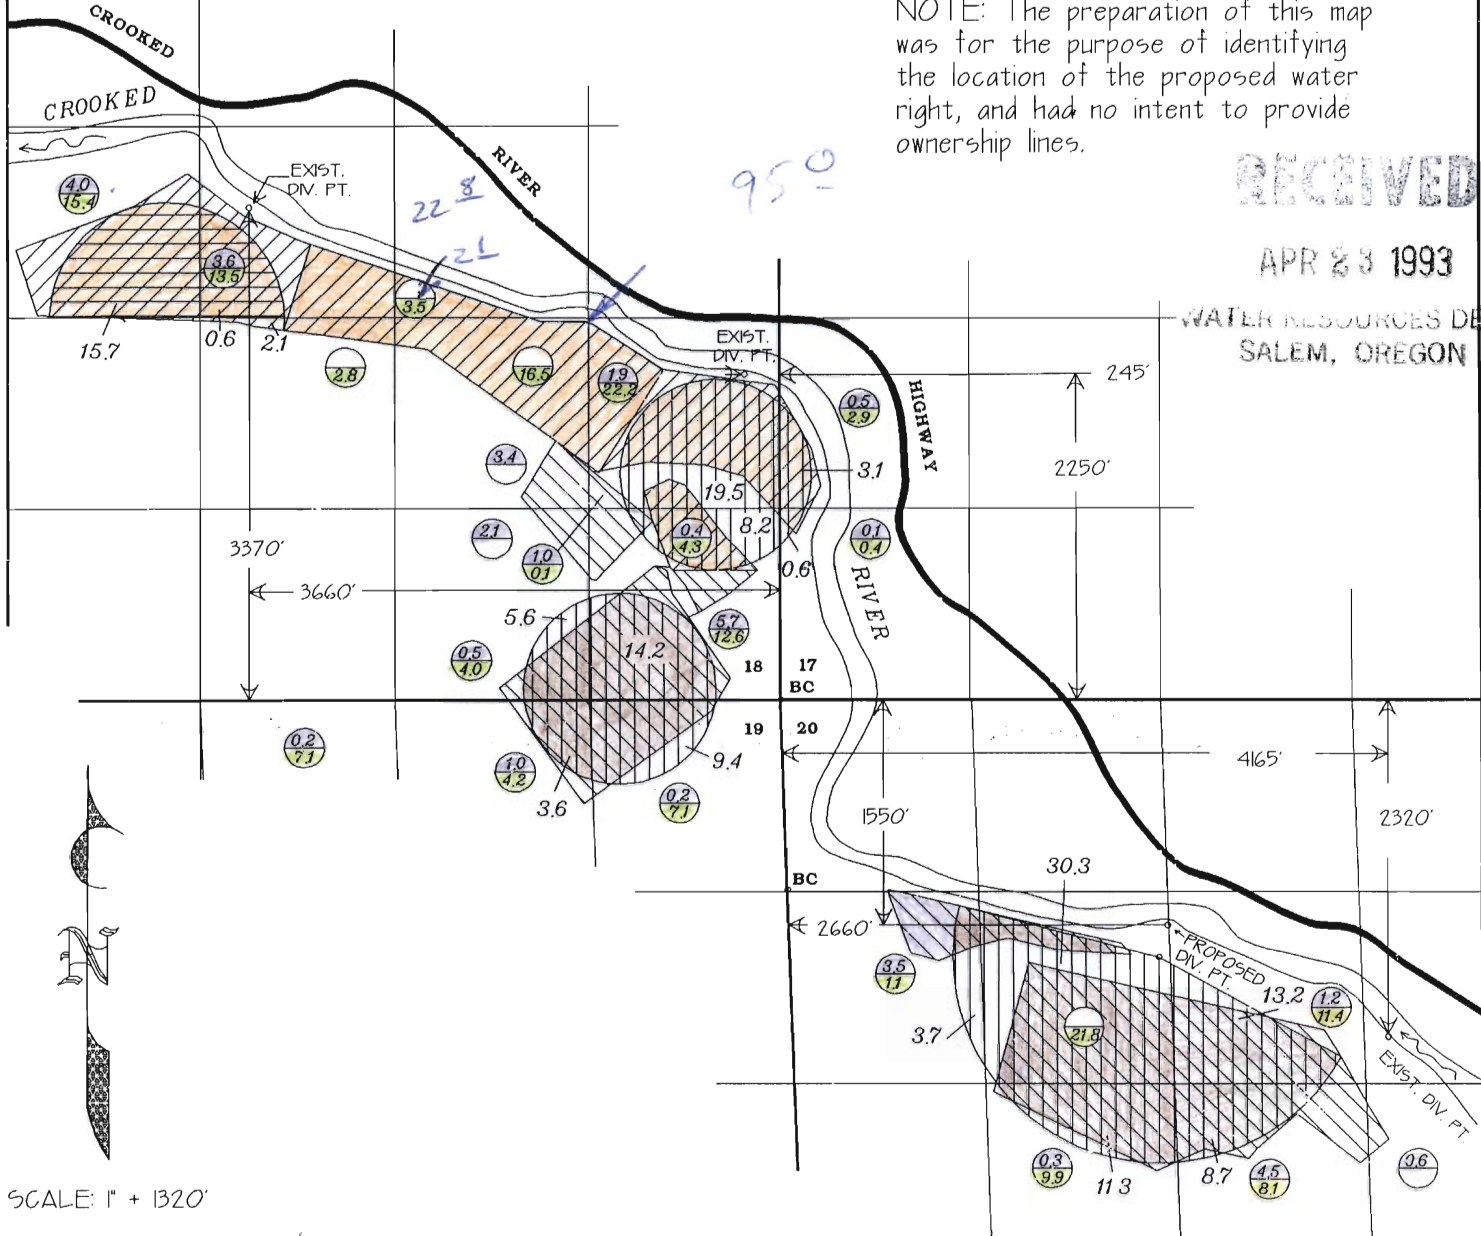 NOTE: The preparation of this map
was for the purpose of identifying
the location of the proposed water
right, and had no intent to provide
ownership lines.
RECEIVED
APR 23 1993
WATER RESOURCES DE
SALEM, OREGON
CROOKED
CROOKED
RIVER
EXIST.
DIV. PT.
95 0
22 8
21
4.0
15.4
3.6
13.5
3.5
15.7
0.6
2.1
2.8
16.5
1.9
22.2
EXIST.
DIV. PT.
245'
0.5
2.9
HIGHWAY
3.4
3.1
2250'
19.5
8.2
2.1
0.4
4.3
0.1
0.4
3370'
1.0
0.1
0.6
3660'
RIVER
5.6
5.7
12.6
14.2
0.5
4.0
18
17
BC
19
20
0.2
7.1
1.0
4.2
9.4
3.6
0.2
7.1
4165'
1550'
2320'
30.3
BC
2660'
PROPOSED
DIV. PT.
3.5
1.1
13.2
1.2
11.4
3.7
21.8
EXIST. DIV. PT.
N
0.3
9.9
11.3
8.7
4.5
8.1
0.6
SCALE: 1" + 1320'